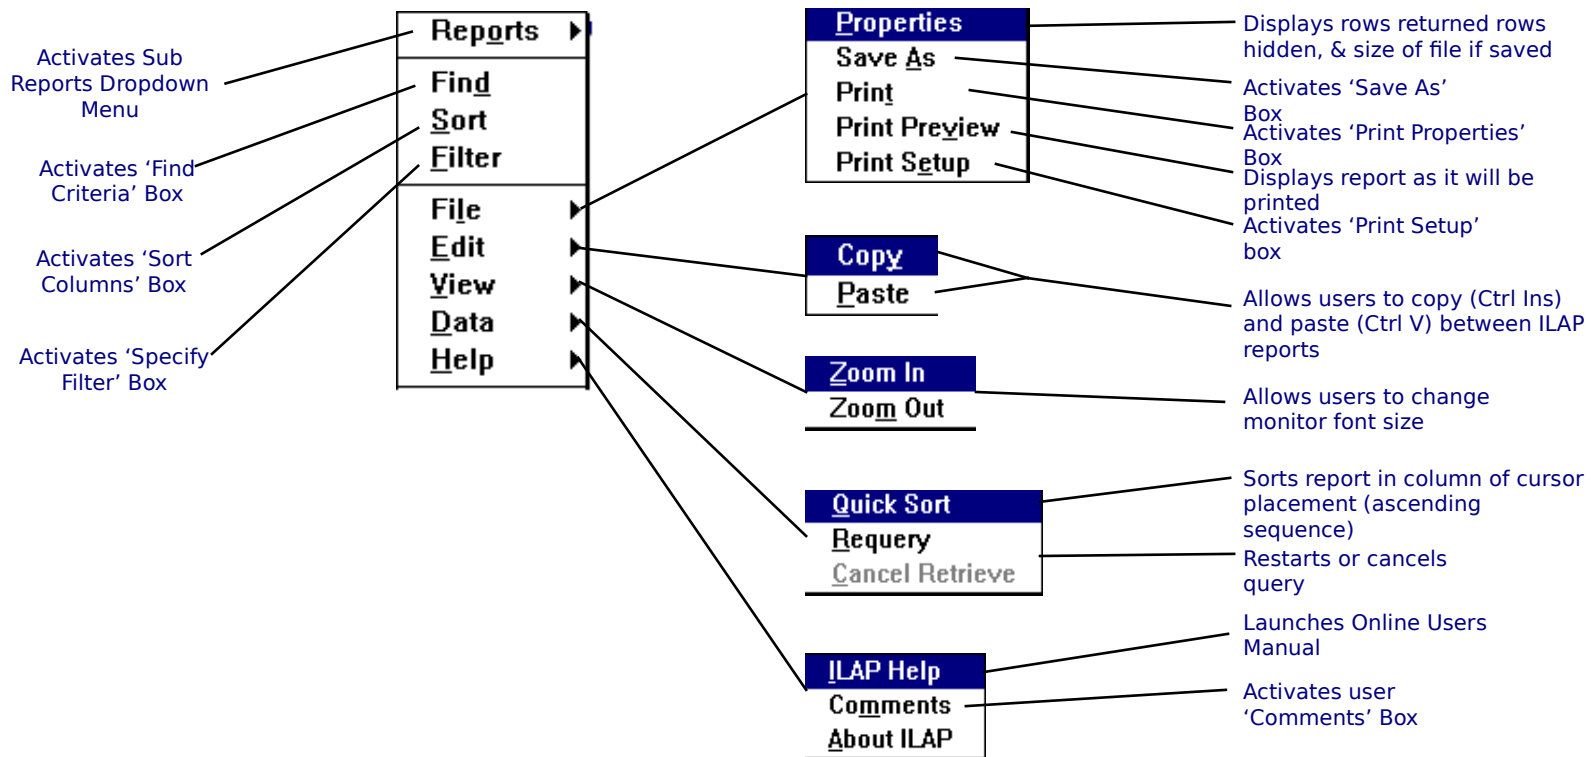 Activates Sub
Reports Dropdown
Menu
Activates ‘Find
Criteria’ Box
Activates ‘Sort
Columns’ Box
Activates ‘Specify
Filter’ Box
Reports
Find
Sort
Filter
File
Edit
View
Data
Help
Properties
Save As
Print
Print Preview
Print Setup
Copy
Paste
Zoom In
Zoom Out
Quick Sort
Requery
Cancel Retrieve
ILAP Help
Comments
About ILAP
Displays rows returned rows
hidden, & size of file if saved
Activates ‘Save As’
Box
Activates ‘Print Properties’
Box
Displays report as it will be
printed
Activates ‘Print Setup’
box
Allows users to copy (Ctrl Ins)
and paste (Ctrl V) between ILAP
reports
Allows users to change
monitor font size
Sorts report in column of cursor
placement (ascending
sequence)
Restarts or cancels
query
Launches Online Users
Manual
Activates user
‘Comments’ Box